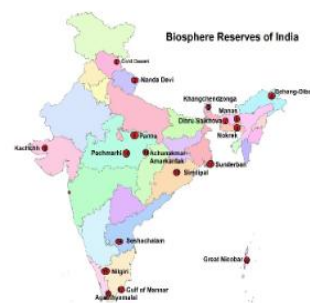 Biosphere Reserves of India
Cold Desert
Nanda Devi
Khangchendzonga
Manas
Dehang-Dibang
Dibru Saikhowa
Nokrek
Kachchh
Panna
Pachmarhi
Achanakmar
Amarkantak
Sunderban
Similipal
Seshachalam
Nilgiri
Gulf of Mannar
Agasthyamalai
Great Nicobar